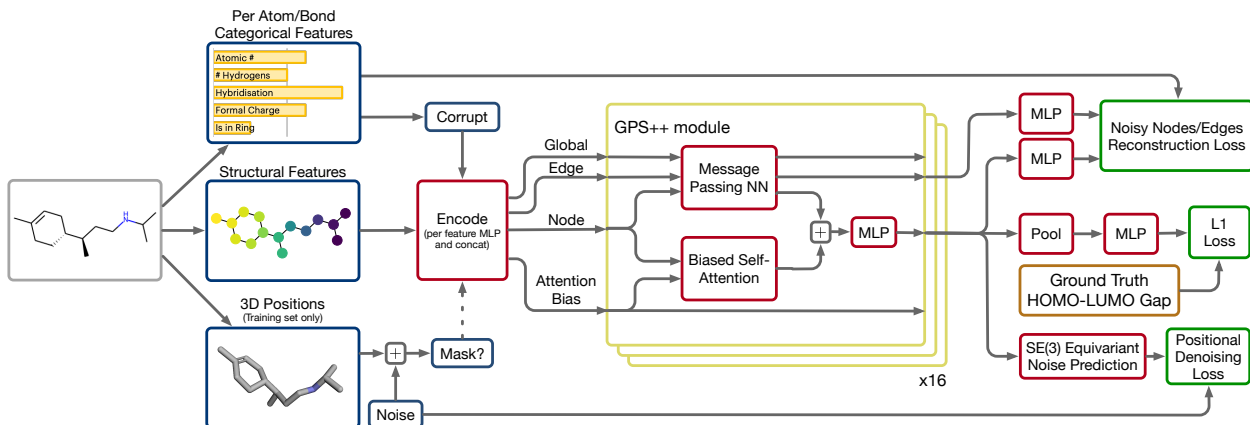 Per Atom/Bond
Categorical Features
Atomic #
# Hydrogens
Hybridisation
Formal Charge
Is in Ring
Corrupt
Structural Features
H
N
3D Positions
(Training set only)
Noise
Mask?
Encode
(per feature MLP
and concat)
Global
Edge
Node
Attention
Bias
GPS++ module
Message
Passing NN
Biased Self-
Attention
MLP
x16
MLP
MLP
Noisy Nodes/Edges
Reconstruction Loss
Pool
MLP
L1
Loss
Ground Truth
HOMO-LUMO Gap
SE(3) Equivariant
Noise Prediction
Positional
Denoising
Loss